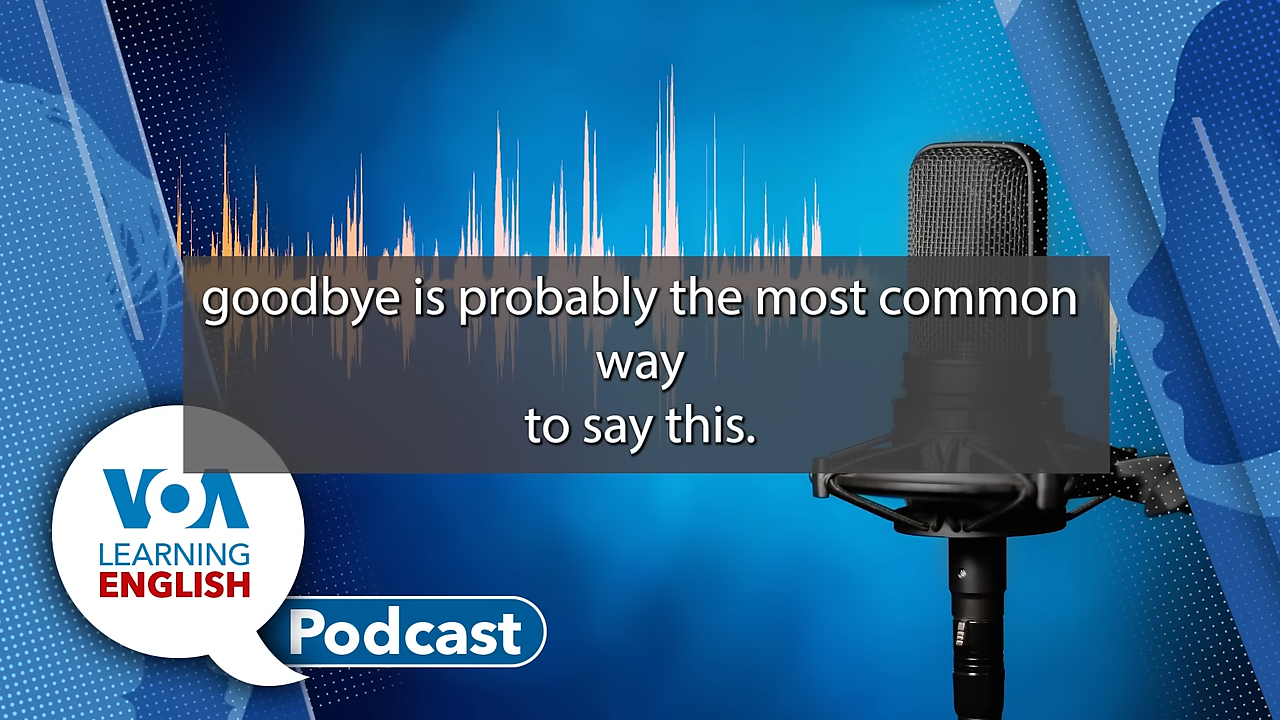 goodbye is probably the most common
way
to say this.
VOA
LEARNING
ENGLISH
Podcast